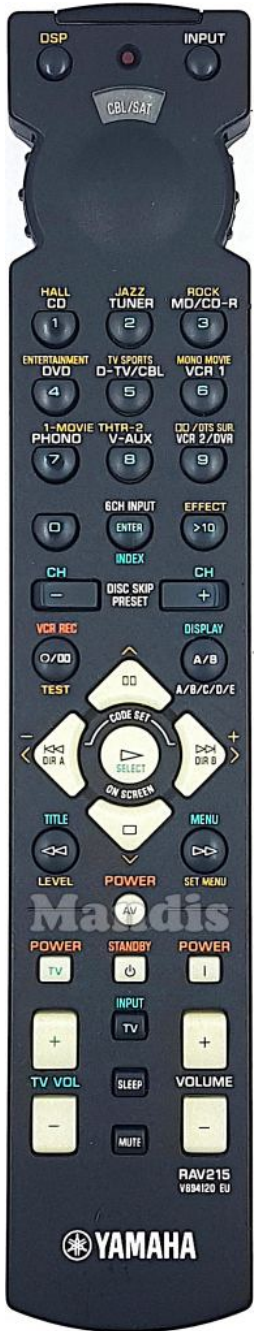 DSP INPUT
CBL/SAT
HALL JAZZ ROCK
CD TUNER MD/CD-R
1 2 3
ENTERTAINMENT TV SPORTS MONO MOVIE
DVD D-TV/CBL VCR 1
4 5 6
1-MOVIE THTR-2 /DTS SUR.
PHONO V-AUX VCR 2/DVR
7 8 9
6CH INPUT EFFECT
0 ENTER >10
INDEX
CH CH
- DISC SKIP +
PRESET
VCR REC DISPLAY
A/B
TEST A/B/C/D/E
CODE SET
- +
DIR A DIR B
SELECT
ON SCREEN
TITLE MENU
LEVEL POWER SET MENU
AV
Mandis
POWER STANDBY POWER
TV I
INPUT
+ TV +
TV VOL SLEEP VOLUME
- -
MUTE
RAV215
V694120 EU
YAMAHA